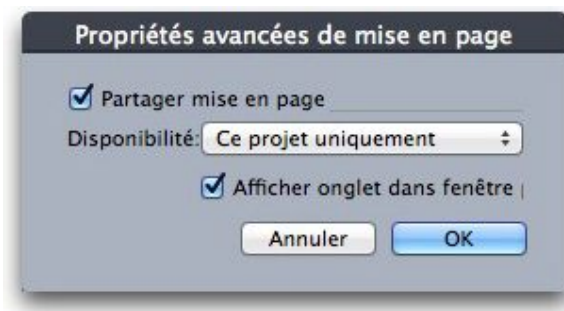 Propriétés avancées de mise en page
Partager mise en page
Disponibilité: Ce projet uniquement
Afficher onglet dans fenêtre
Annuler OK